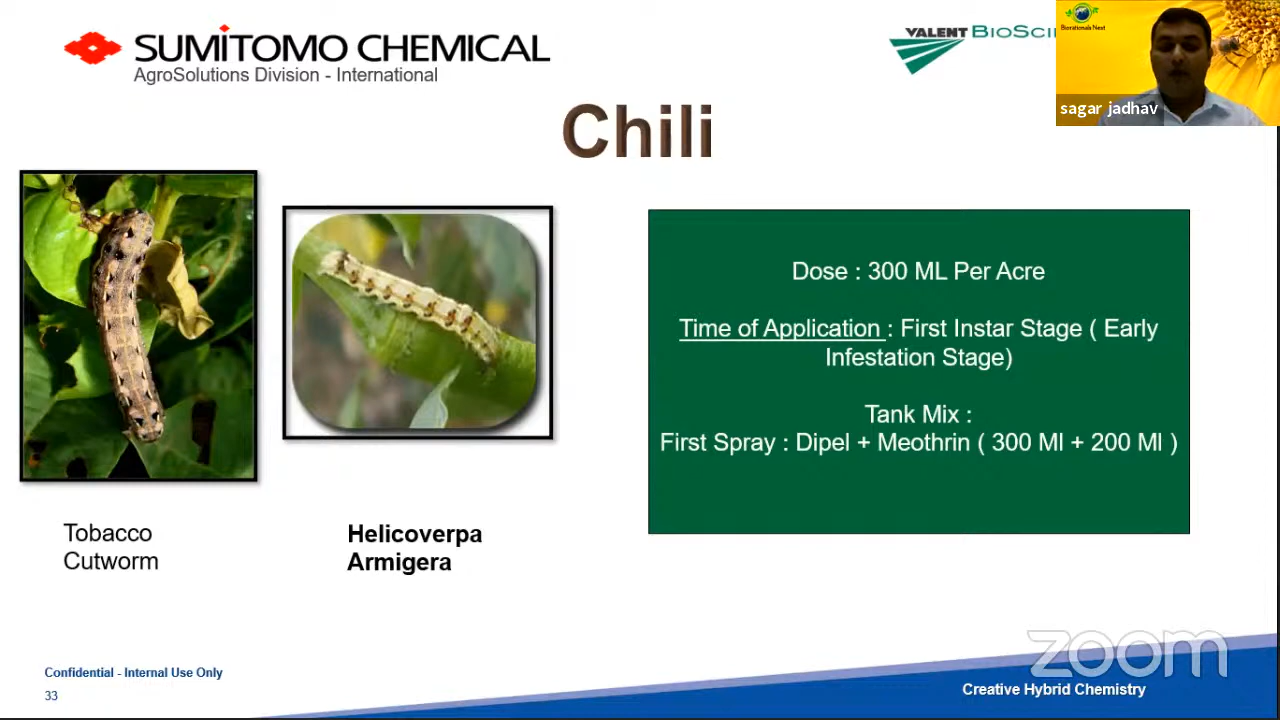 SUMITOMO CHEMICAL
AgroSolutions Division - International
VALENT
Biorationals Nest
sagar jadhav
Chili
Dose : 300 ML Per Acre
Time of Application : First Instar Stage ( Early
Infestation Stage)
Tank Mix :
First Spray : Dipel + Meothrin ( 300 Ml + 200 Ml )
Tobacco
Cutworm
Helicoverpa
Armigera
zoom
Confidential - Internal Use Only
33
Creative Hybrid Chemistry